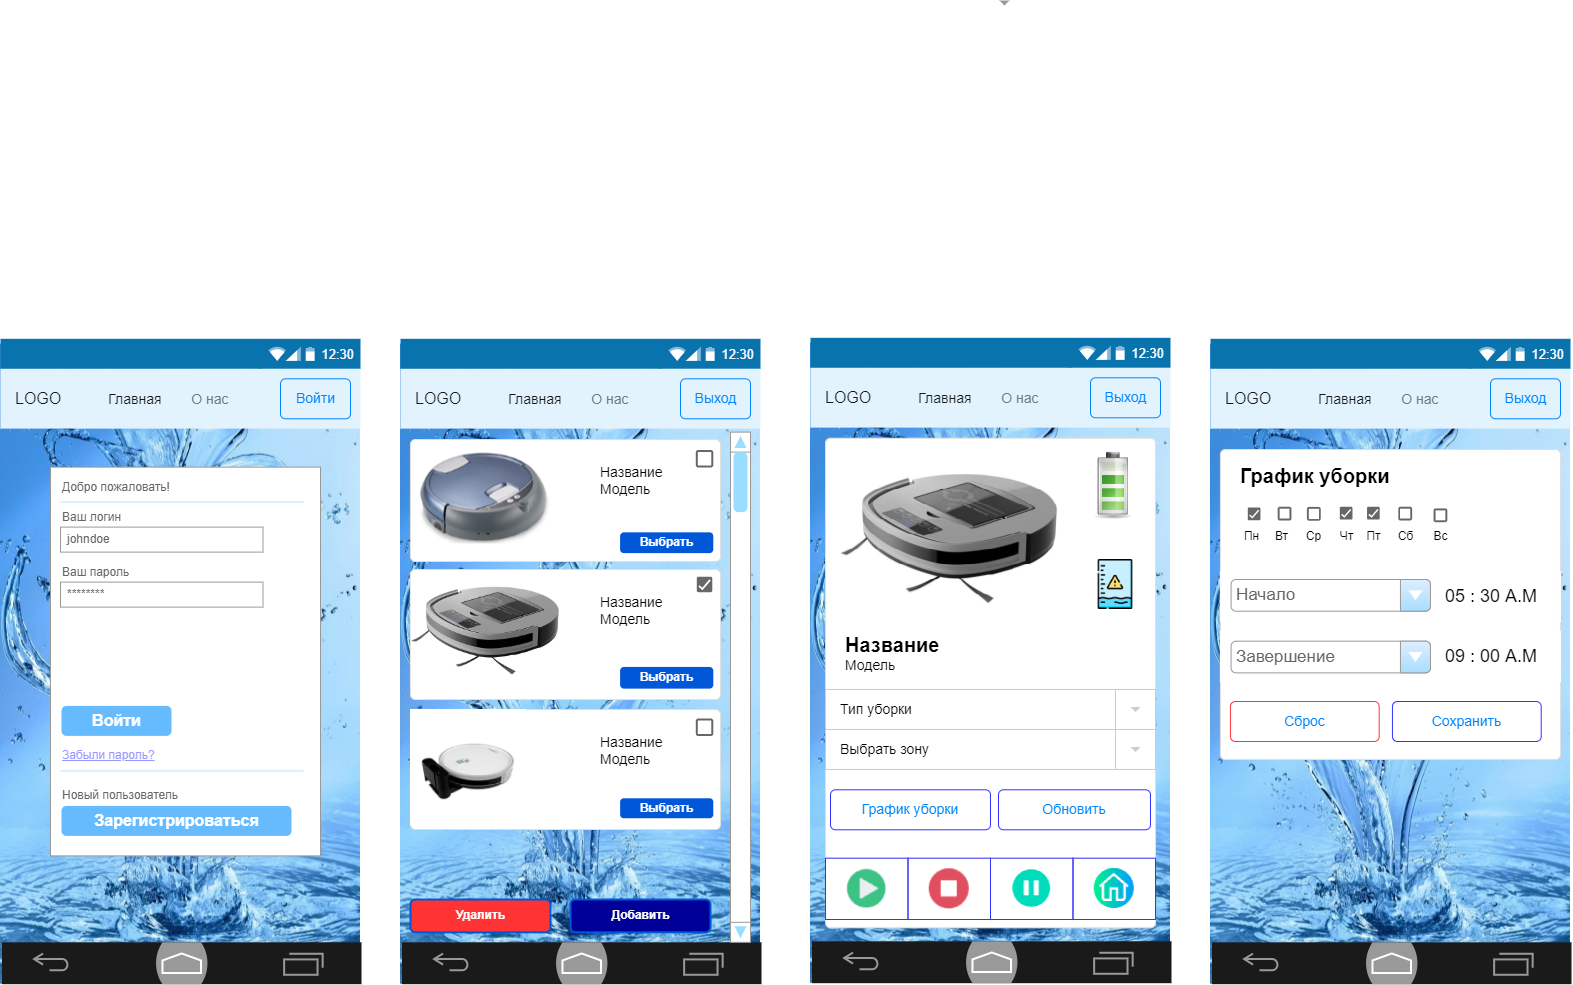 12:30
LOGO Главная О нас Войти
Добро пожаловать!
Ваш логин
johndoe
Ваш пароль
********
Войти
Забыли пароль?
Новый пользователь
Зарегистрироваться
12:30
LOGO Главная О нас Выход
Название
Модель
Выбрать
Название
Модель
Выбрать
Название
Модель
Выбрать
Удалить Добавить
12:30
LOGO Главная О нас Выход
Название
Модель
Тип уборки
Выбрать зону
График уборки Обновить
12:30
LOGO Главная О нас Выход
График уборки
Пн Вт Ср Чт Пт Сб Вс
Начало 05 : 30 A.M
Завершение 09 : 00 A.M
Сброс Сохранить